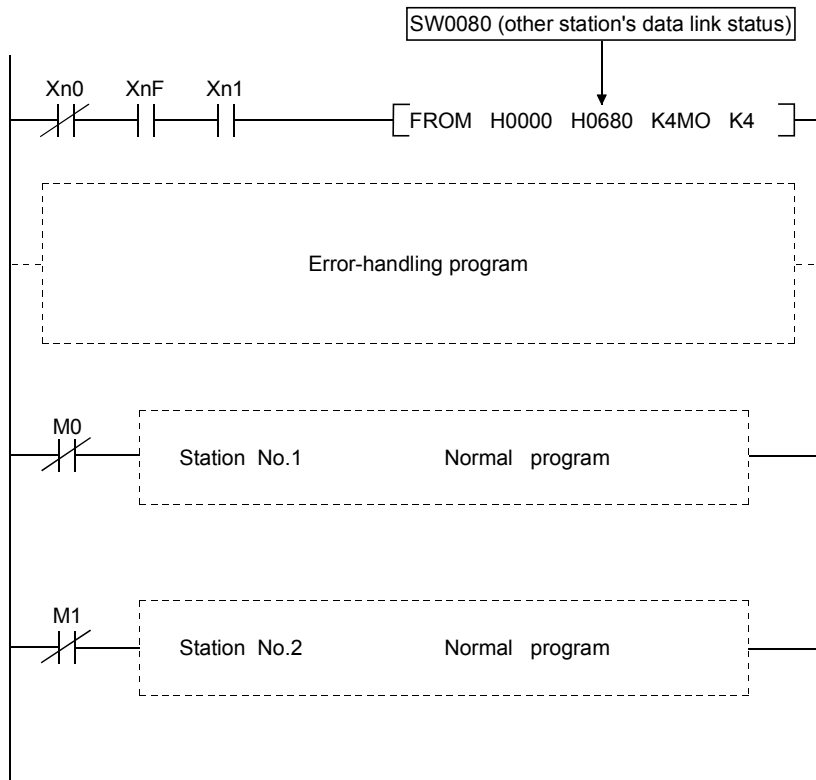 SW0080 (other station's data link status)
Xn0 XnF Xn1
FROM H0000 H0680 K4MO K4
Error-handling program
M0
Station No.1 Normal program
M1
Station No.2 Normal program